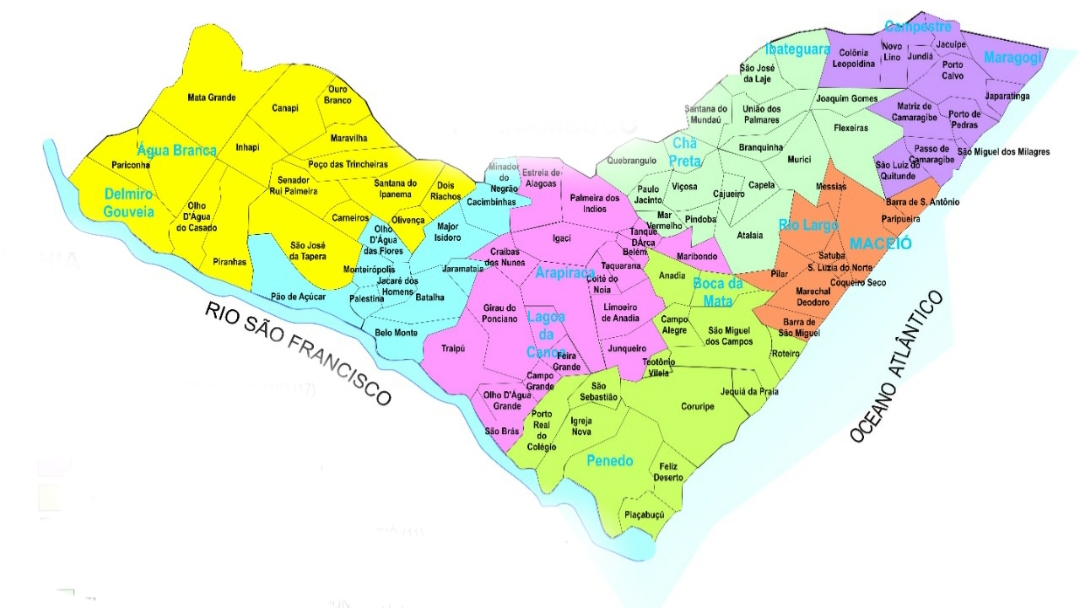 Campestre
Ibateguara
Colônia
Leopoldina
Novo
Lino
Jacuípe
Jundiá
Maragogi
Porto
Calvo
São José
da Laje
Japaratinga
Mata Grande
Ouro
Branco
Canapi
Joaquim Gomes
Santana do
Mundaú
União dos
Palmares
Matriz de
Camaragibe
Porto de
Pedras
Flexeiras
Maravilha
Inhapi
Água Branca
Chã
Preta
Branquinha
Passo de
Camaragibe
São Miguel dos Milagres
Pariconha
Poço das Trincheiras
Quebrangulo
Murici
São Luiz do
Quitunde
Minador
do
Negrão
Estrela de
Alagoas
Senador
Rui Palmeira
Santana do
Ipanema
Dois
Riachos
Cacimbinhas
Palmeira dos
Indios
Paulo
Jacinto
Viçosa
Cajueiro
Capela
Messias
Delmiro
Gouveia
Barra de S. Antônio
Olho
D'Água
do Casado
Carneiros
Olivença
Major
Isidoro
Mar
Vermelho
Pindoba
Atalaia
Rio Largo
Paripueira
Olho
D'Água
das Flores
Igaci
Tanque
DÁrca
Belém
MACEIÓ
São José
da Tapera
Piranhas
Craibas
dos Nunes
Maribondo
Satuba
S. Luzia do Norte
Monteirópolis
Jaramataia
Arapiraca
Taquarana
Coité do
Noia
Anadia
Boca da
Mata
Pilar
Coqueiro Seco
Jacaré dos
Homens
Pão de Açúcar
Palestina
Batalha
Marechal
Deodoro
RIO SÃO FRANCISCO
Girau do
Ponciano
Limoeiro
de Anadia
Lagoa
da
Canoa
Campo
Alegre
São Miguel
dos Campos
Barra de
São Miguel
Belo Monte
Traipú
Junqueiro
Roteiro
OCEANO ATLÂNTICO
Feira
Grande
Teotônio
Vilela
Campo
Grande
São
Sebastião
Jequiá da Praia
Olho D'Água
Grande
Coruripe
Porto
Real
do
Colégio
Igreja
Nova
São Brás
Penedo
Feliz
Deserto
Piaçabuçú